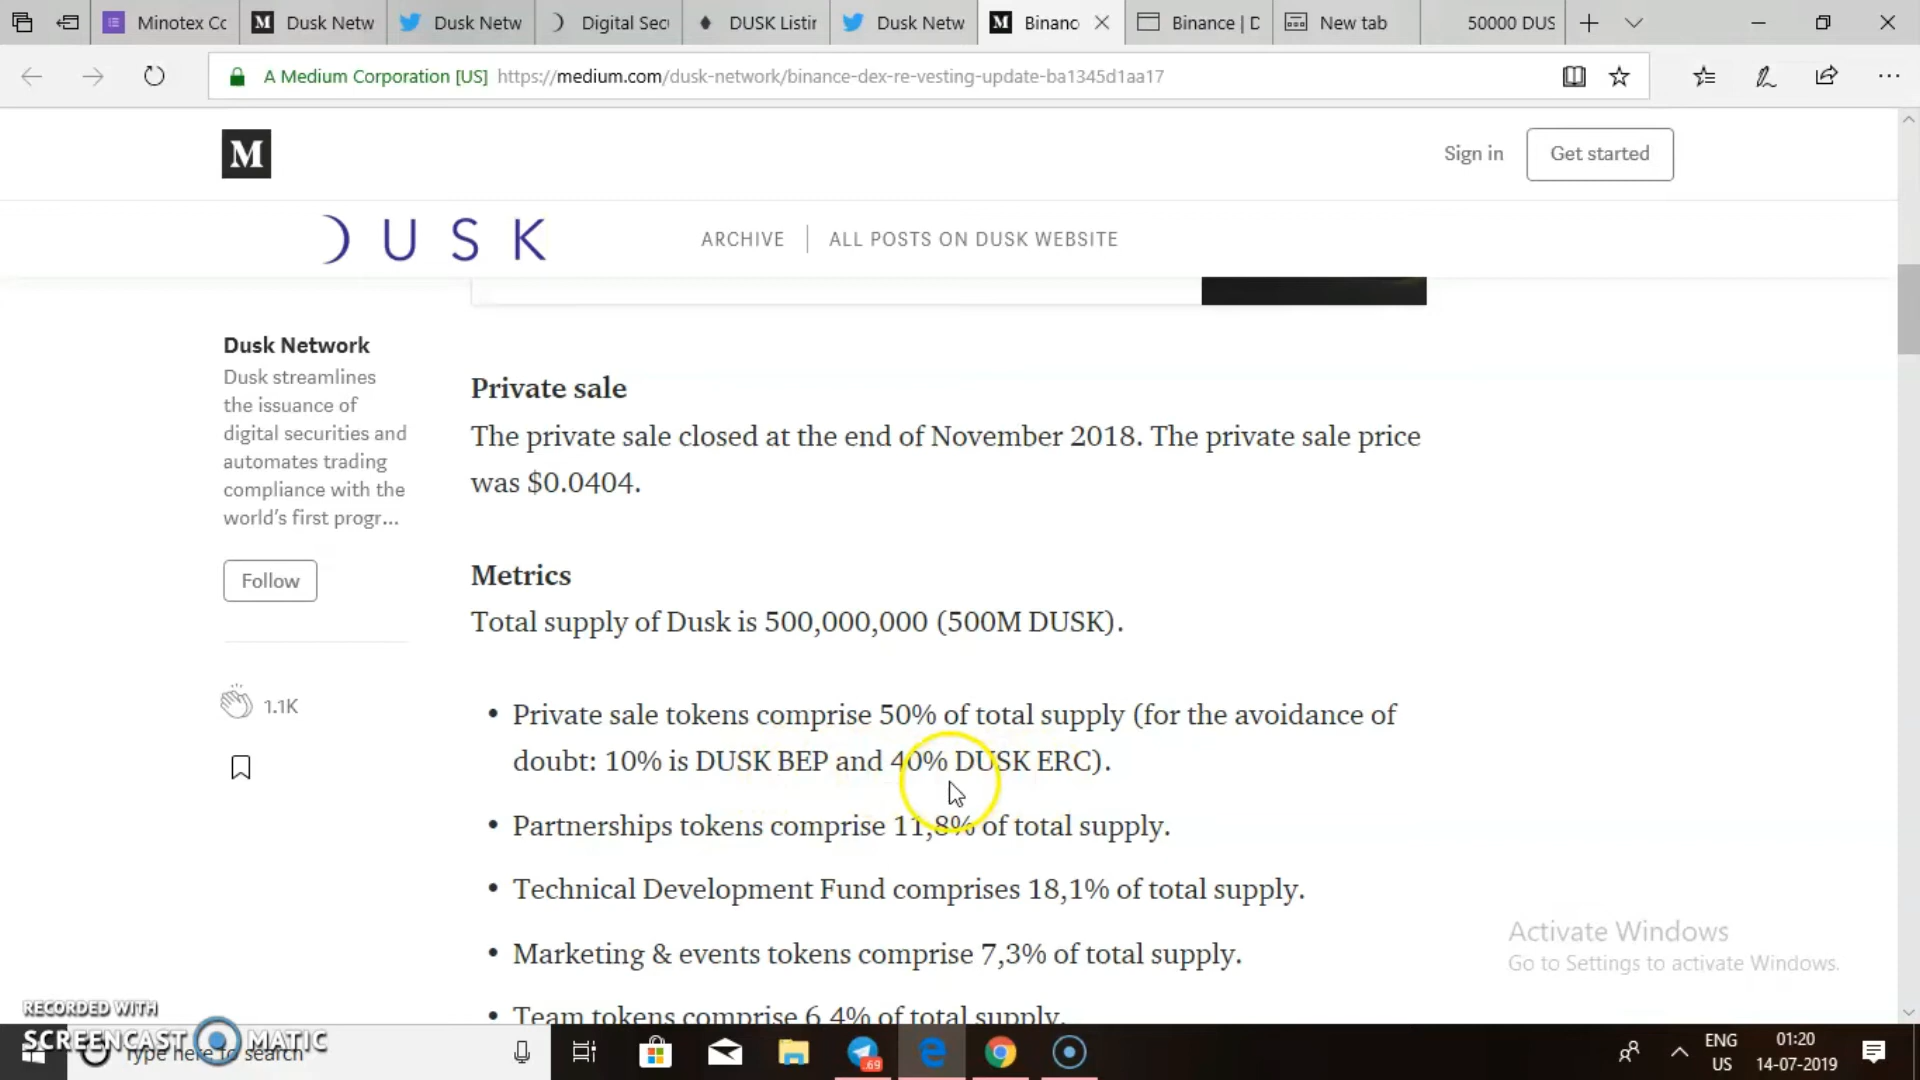 Minotex Cc
Dusk Netw
Dusk Netw
Digital Secu
DUSK Listir
Dusk Netw
Binanc
Binance | D
New tab
50000 DUS
A Medium Corporation [US] https://medium.com/dusk-network/binance-dex-re-vesting-update-ba1345d1aa17
M
Sign in
Get started
DUSK
ARCHIVE
ALL POSTS ON DUSK WEBSITE
Dusk Network
Dusk streamlines
the issuance of
digital securities and
automates trading
compliance with the
world's first progr...
Follow
1.1K
Private sale
The private sale closed at the end of November 2018. The private sale price
was $0.0404.
Metrics
Total supply of Dusk is 500,000,000 (500M DUSK).
• Private sale tokens comprise 50% of total supply (for the avoidance of
doubt: 10% is DUSK BEP and 40% DUSK ERC).
• Partnerships tokens comprise 11,8% of total supply.
• Technical Development Fund comprises 18,1% of total supply.
• Marketing & events tokens comprise 7,3% of total supply.
Team tokens comprise 6,4% of total supply.
Activate Windows
Go to Settings to activate Windows.
RECORDED WITH
SCREENCAST MATIC
Type here to search
69
ENG
US
01:20
14-07-2019